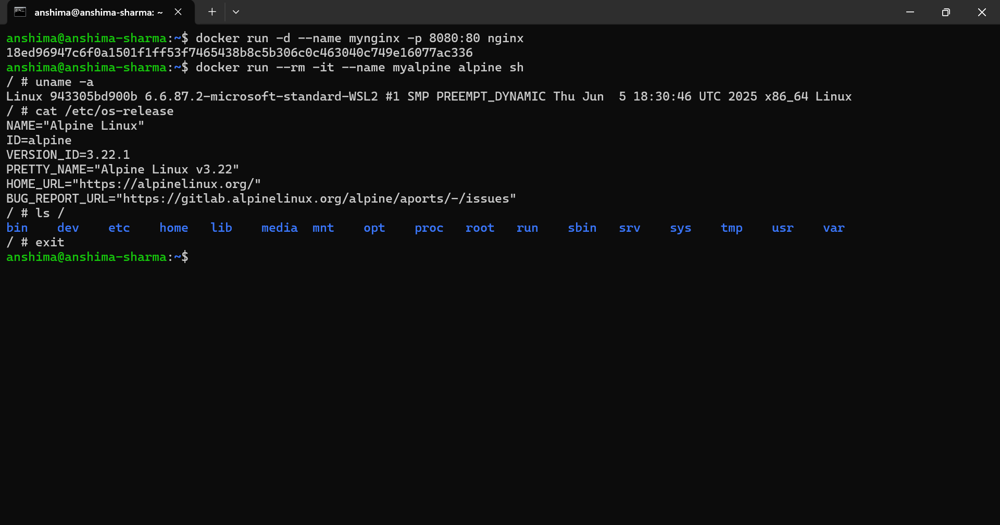 anshima@anshima-sharma: ~
anshima@anshima-sharma:~$ docker run -d --name mynginx -p 8080:80 nginx
18ed96947c6f0a1501f1ff53f7465438b8c5b306c0c463040c749e16077ac336
anshima@anshima-sharma:~$ docker run --rm -it --name myalpine alpine sh
/ # uname -a
Linux 943305bd900b 6.6.87.2-microsoft-standard-WSL2 #1 SMP PREEMPT_DYNAMIC Thu Jun  5 18:30:46 UTC 2025 x86_64 Linux
/ # cat /etc/os-release
NAME="Alpine Linux"
ID=alpine
VERSION_ID=3.22.1
PRETTY_NAME="Alpine Linux v3.22"
HOME_URL="https://alpinelinux.org/"
BUG_REPORT_URL="https://gitlab.alpinelinux.org/alpine/aports/-/issues"
/ # ls /
bin    dev    etc    home   lib    media  mnt    opt    proc   root   run    sbin   srv    sys    tmp    usr    var
/ # exit
anshima@anshima-sharma:~$